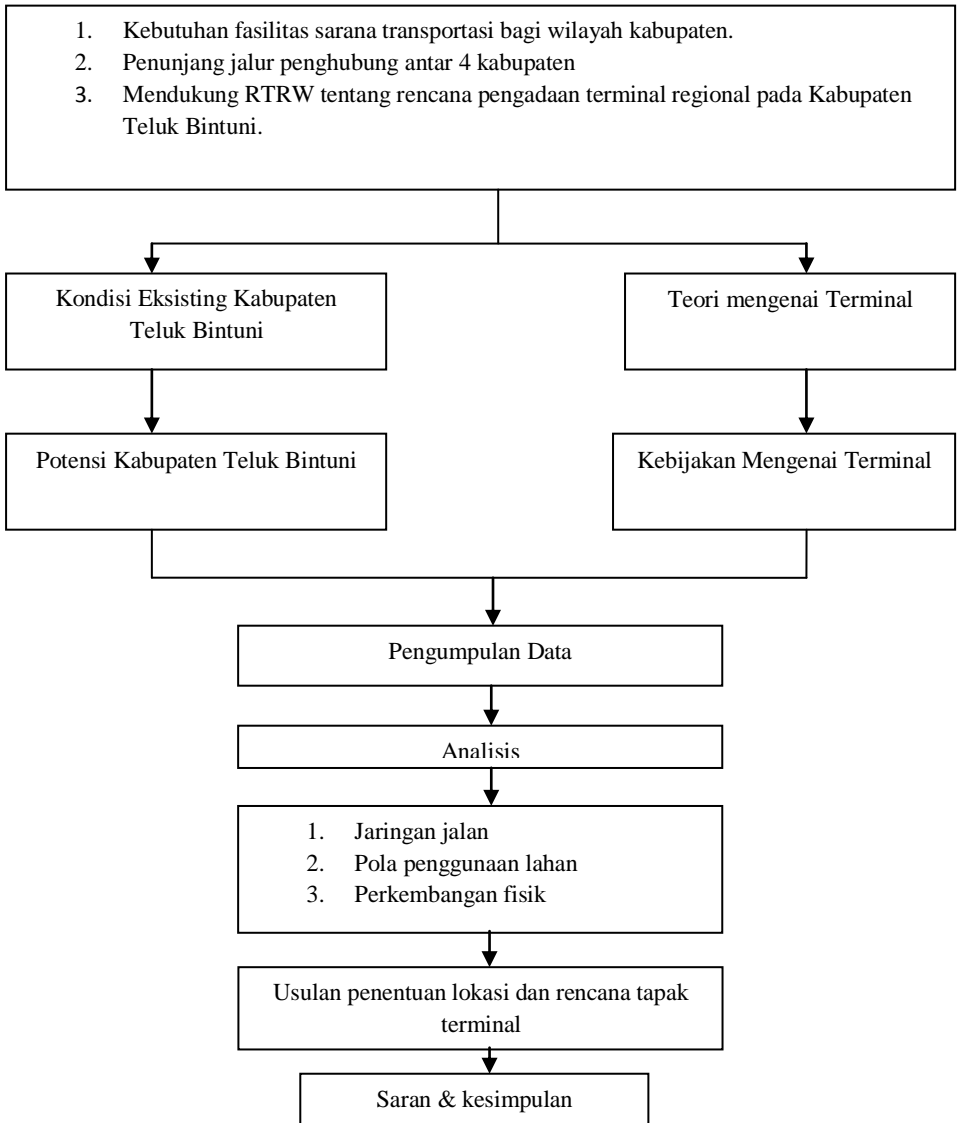 1. Kebutuhan fasilitas sarana transportasi bagi wilayah kabupaten.
2. Penunjang jalur penghubung antar 4 kabupaten
3. Mendukung RTRW tentang rencana pengadaan terminal regional pada Kabupaten
Teluk Bintuni.
Kondisi Eksisting Kabupaten
Teluk Bintuni
Teori mengenai Terminal
Potensi Kabupaten Teluk Bintuni
Kebijakan Mengenai Terminal
Pengumpulan Data
Analisis
1. Jaringan jalan
2. Pola penggunaan lahan
3. Perkembangan fisik
Usulan penentuan lokasi dan rencana tapak
terminal
Saran & kesimpulan